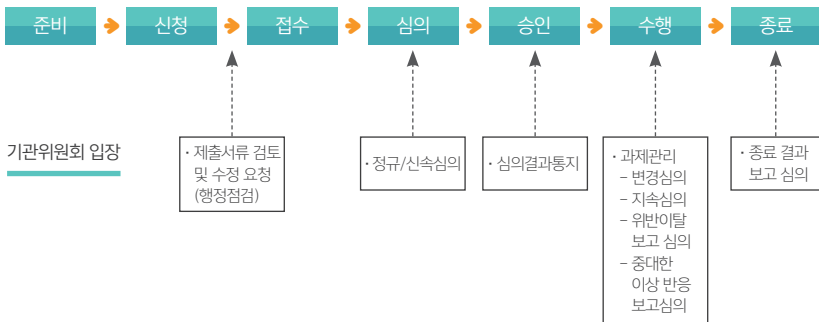 준비
신청
접수
심의
승인
수행
종료
기관위원회 입장
· 제출서류 검토
및 수정 요청
(행정점검)
· 정규/신속심의
· 심의결과통지
· 과제관리
– 변경심의
– 지속심의
– 위반이탈
보고 심의
– 중대한
이상 반응
보고심의
· 종료 결과
보고 심의